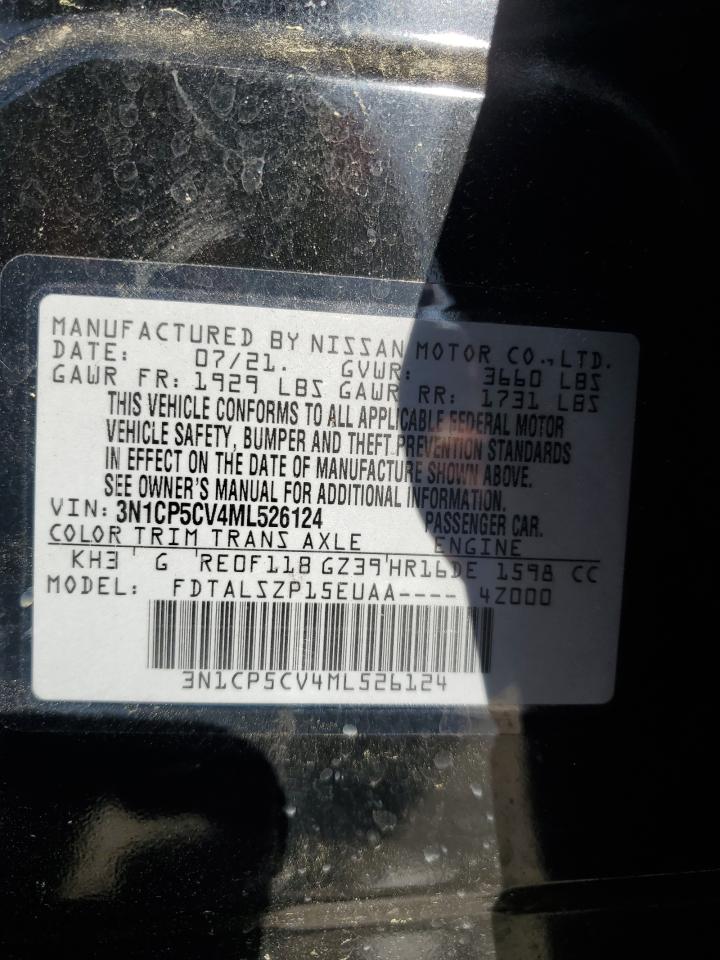 MANUFACTURED BY NISSAN MOTOR CO.,LTD.
DATE: 07/21. GVWR: 3660 LBS
GAWR FR: 1929 LBS GAWR RR: 1731 LBS
THIS VEHICLE CONFORMS TO ALL APPLICABLE FEDERAL MOTOR
VEHICLE SAFETY, BUMPER AND THEFT PREVENTION STANDARDS
IN EFFECT ON THE DATE OF MANUFACTURE SHOWN ABOVE.
SEE OWNER'S MANUAL FOR ADDITIONAL INFORMATION.
VIN: 3N1CP5CV4ML526124 PASSENGER CAR.
COLOR TRIM TRANS AXLE ENGINE
KH3 G RE0F11B GZ39 HR16DE 1598 CC
MODEL: FDTALSZP15EUAA---- 4Z000
3N1CP5CV4ML526124